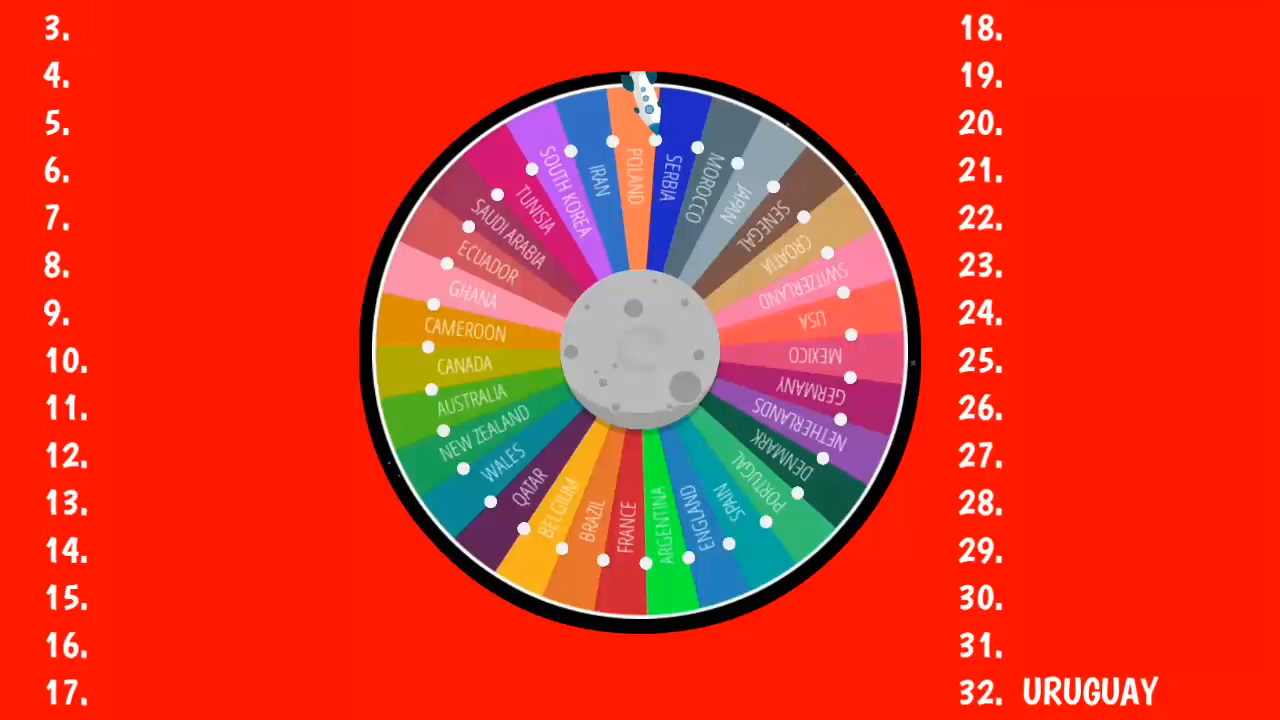 3.
4.
5.
6.
7.
8.
9.
10.
11.
12.
13.
14.
15.
16.
17.
POLAND
SERBIA
MOROCCO
JAPAN
SENEGAL
CROATIA
SWITZERLAND
USA
MEXICO
GERMANY
NETHERLANDS
DENMARK
PORTUGAL
SPAIN
ENGLAND
ARGENTINA
FRANCE
BRAZIL
BELGIUM
QATAR
WALES
NEW ZEALAND
AUSTRALIA
CANADA
CAMEROON
GHANA
ECUADOR
SAUDI ARABIA
TUNISIA
SOUTH KOREA
IRAN
18.
19.
20.
21.
22.
23.
24.
25.
26.
27.
28.
29.
30.
31.
32. URUGUAY